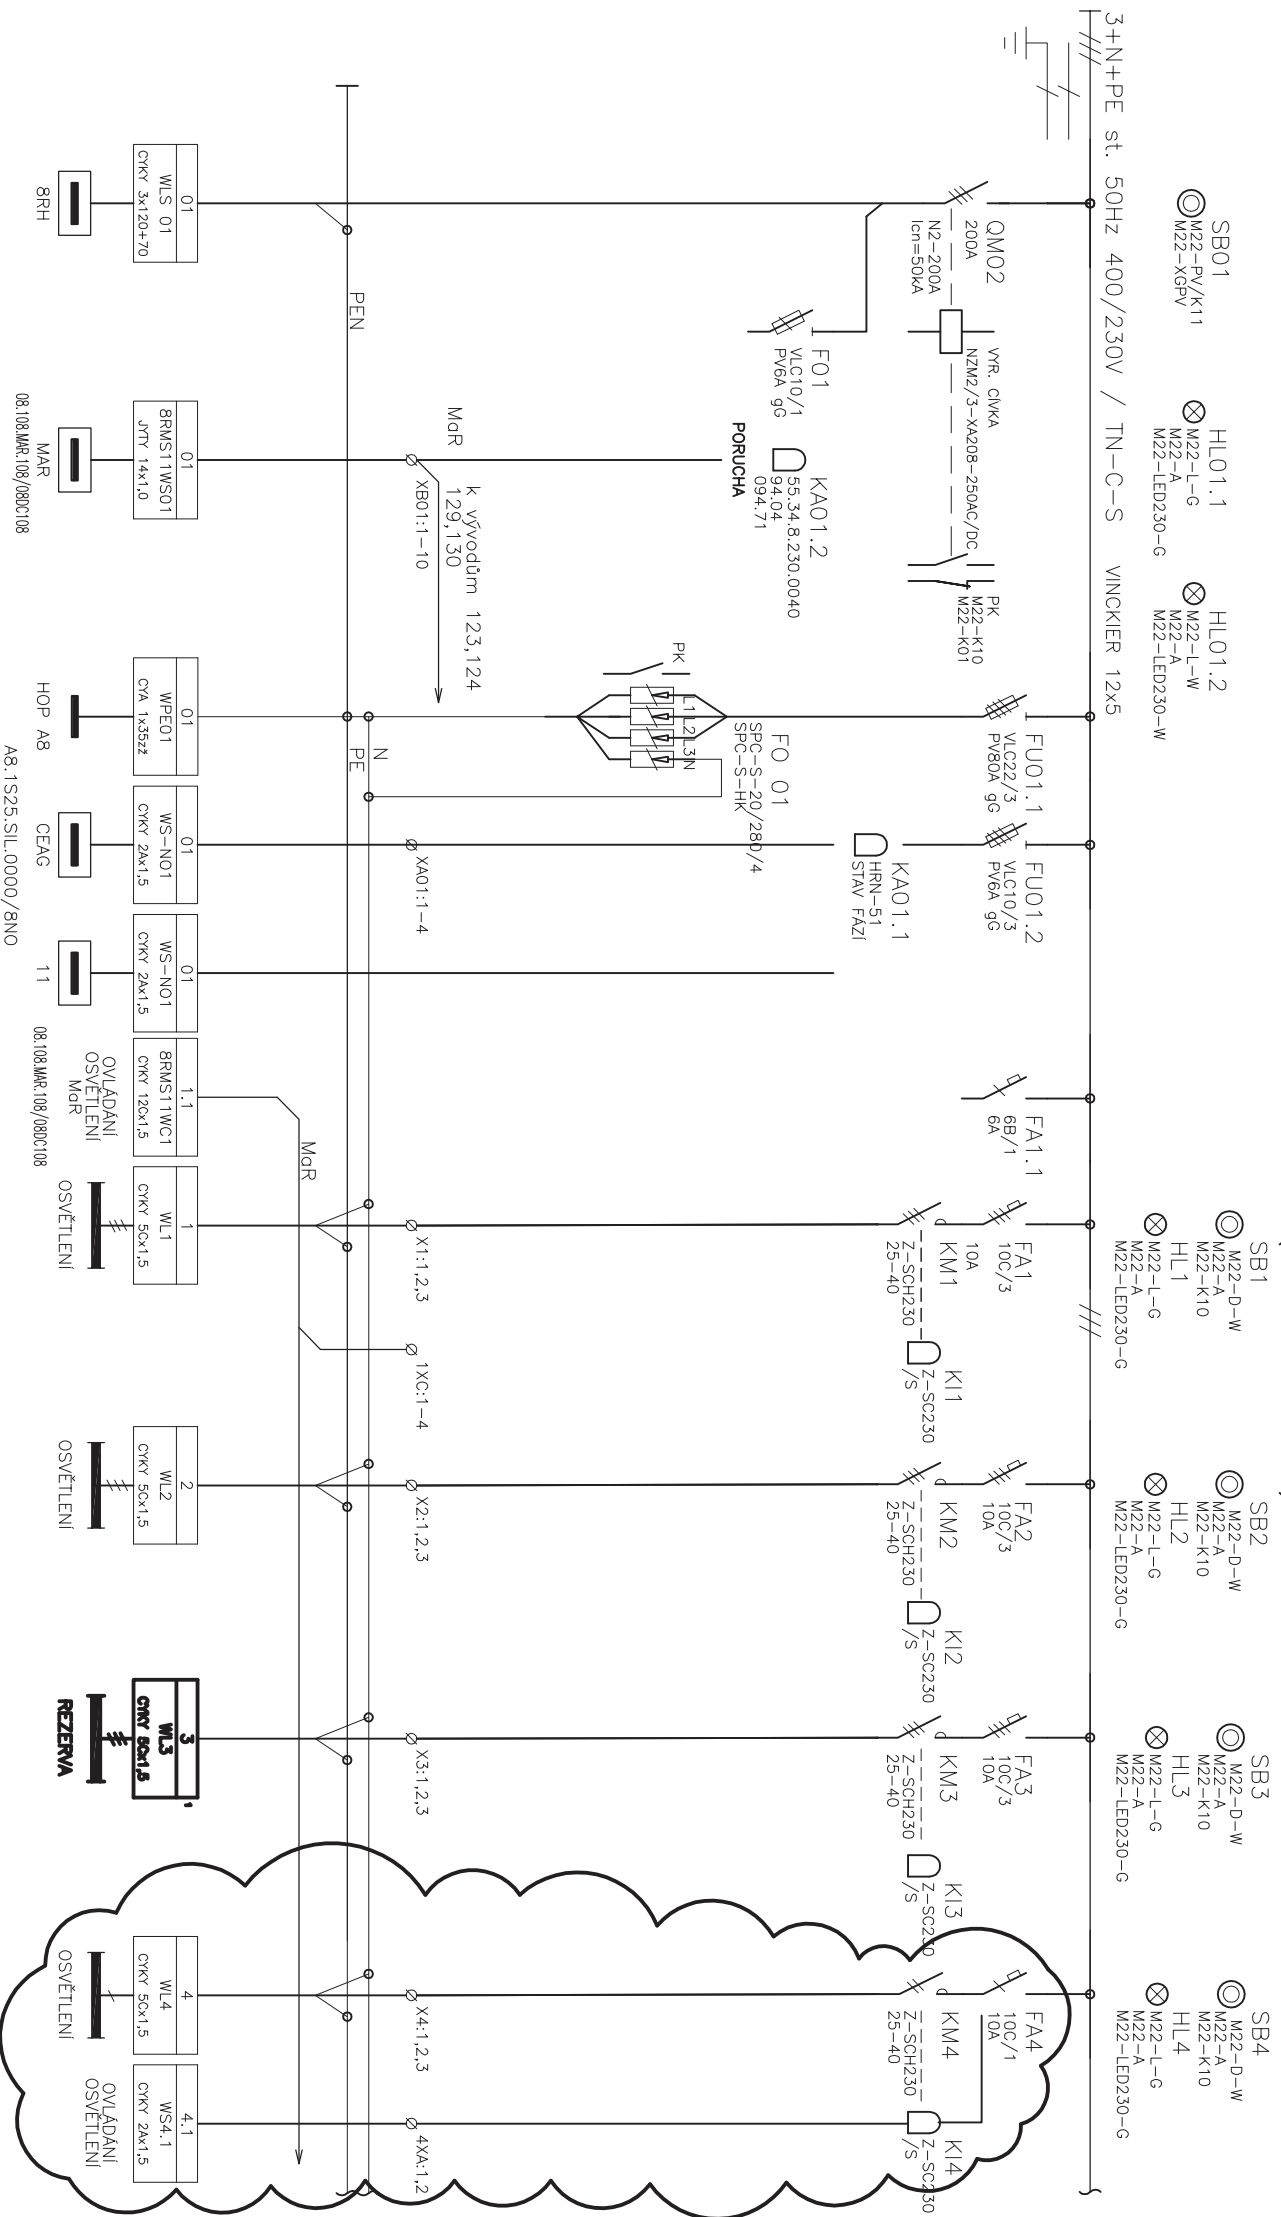 3+N+PE st. 50Hz 400/230V / TN-C-S VINCKIER 12x5
SB01
M22-PV/K11
M22-XGPV
HL01.1
M22-L-G
M22-A
M22-LED230-G
HL01.2
M22-L-W
M22-A
M22-LED230-W
SB1
M22-D-W
M22-A
M22-K10
HL1
M22-L-G
M22-A
M22-LED230-G
SB2
M22-D-W
M22-A
M22-K10
HL2
M22-L-G
M22-A
M22-LED230-G
SB3
M22-D-W
M22-A
M22-K10
HL3
M22-L-G
M22-A
M22-LED230-G
SB4
M22-D-W
M22-A
M22-K10
HL4
M22-L-G
M22-A
M22-LED230-G
QM02
200A
N2-200A
Icn=50kA
VYP. CÍVKA
NZM2/3-XA208-250AC/DC
PK
M22-K10
M22-K01
F01
VLC10/1
PV6A gG
KA01.2
55.34.8.230.0040
94.04
094.71
PORUCHA
FU01.1
VLC22/3
PV80A gG
FU01.2
VLC10/3
PV6A gG
KA01.1
HRN-51
STAV FÁZÍ
FO 01
SPC-S-20/280/4
SPC-S-HK
PK
L1
L2
L3
N
FA1.1
6B/1
6A
FA1
10C/3
10A
KM1
Z-SCH230
25-40
KI1
Z-SC230
/S
FA2
10C/3
10A
KM2
Z-SCH230
25-40
KI2
Z-SC230
/S
FA3
10C/3
10A
KM3
Z-SCH230
25-40
KI3
Z-SC230
/S
FA4
10C/1
10A
KM4
Z-SCH230
25-40
KI4
Z-SC230
/S
MaR
k vývodům 123,124
129,130
XB01:1-10
XA01:1-4
X1:1,2,3
1XC:1-4
X2:1,2,3
X3:1,2,3
X4:1,2,3
4XA:1,2
PEN
N
PE
MaR
01
WLS 01
CYKY 3x120+70
8RH
01
8RMS11WS01
JYTY 14x1,0
MAR
08.108.MAR.108/08DC108
01
WPE01
CYA 1x35zž
HOP A8
01
WS-NO1
CYKY 2Ax1,5
CEAG
A8.1S25.SIL.0000/8NO
01
WS-NO1
CYKY 2Ax1,5
11
1.1
8RMS11WC1
CYKY 12Cx1,5
OVLÁDÁNÍ
OSVĚTLENÍ
MaR
08.108.MAR.108/08DC108
1
WL1
CYKY 5Cx1,5
OSVĚTLENÍ
2
WL2
CYKY 5Cx1,5
OSVĚTLENÍ
3
WL3
CYKY 5Cx1,5
REZERVA
4
WL4
CYKY 5Cx1,5
OSVĚTLENÍ
4.1
WS4.1
CYKY 2Ax1,5
OVLÁDÁNÍ
OSVĚTLENÍ